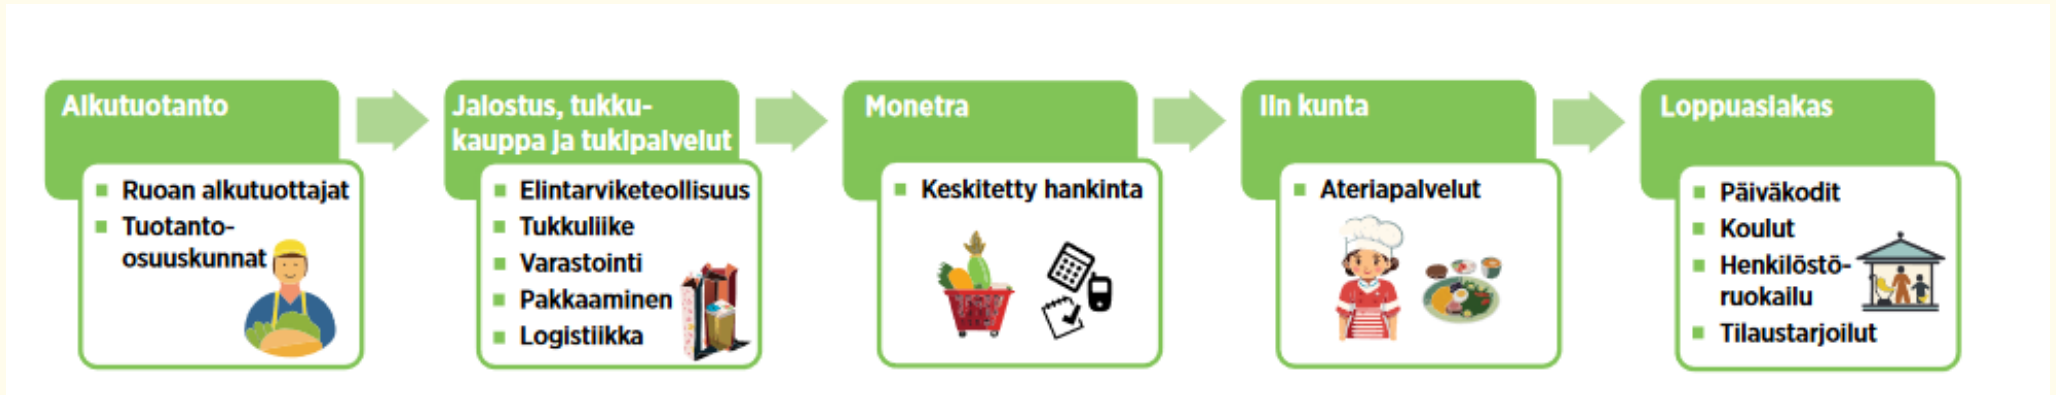 Alkutuotanto
Ruoan alkutuottajat
Tuotanto-
osuuskunnat
Jalostus, tukku-
kauppa ja tukipalvelut
Elintarviketeollisuus
Tukkuliike
Varastointi
Pakkaaminen
Logistiikka
Monetra
Keskitetty hankinta
Iin kunta
Ateriapalvelut
Loppuasiakas
Päiväkodit
Koulut
Henkilöstö-
ruokailu
Tilaustarjoilut